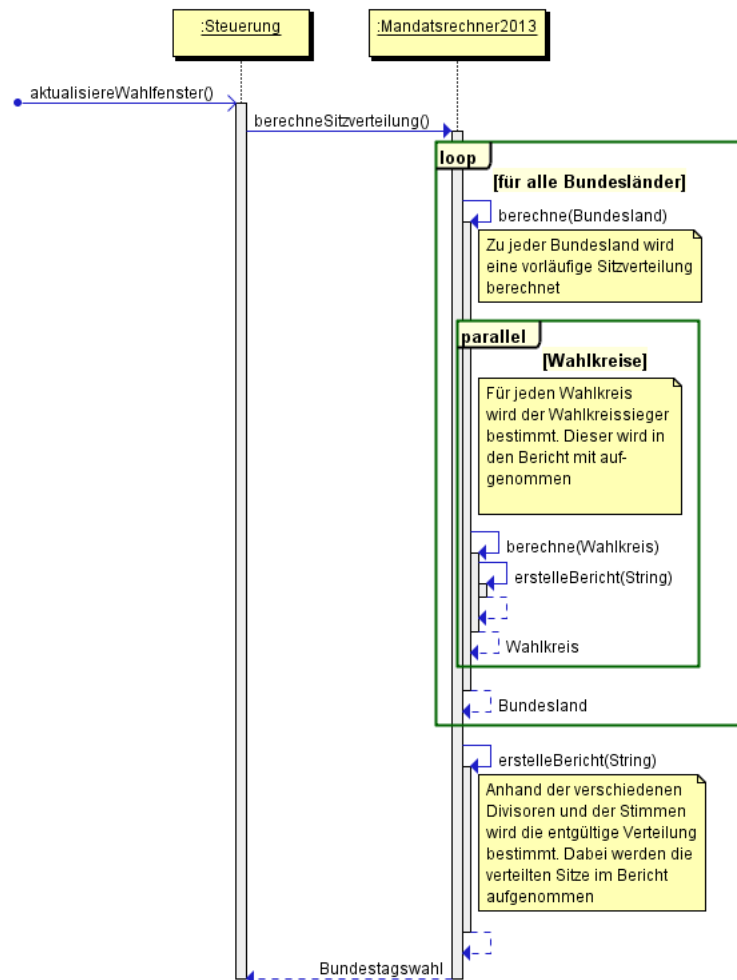 :Steuerung
:Mandatsrechner2013
aktualisiereWahlfenster()
berechneSitzverteilung()
loop
[für alle Bundesländer]
berechne(Bundesland)
Zu jeder Bundesland wird
eine vorläufige Sitzverteilung
berechnet
parallel
[Wahlkreise]
Für jeden Wahlkreis
wird der Wahlkreissieger
bestimmt. Dieser wird in
den Bericht mit auf-
genommen
berechne(Wahlkreis)
erstelleBericht(String)
Wahlkreis
Bundesland
erstelleBericht(String)
Anhand der verschiedenen
Divisoren und der Stimmen
wird die entgültige Verteilung
bestimmt. Dabei werden die
verteilten Sitze im Bericht
aufgenommen
Bundestagswahl